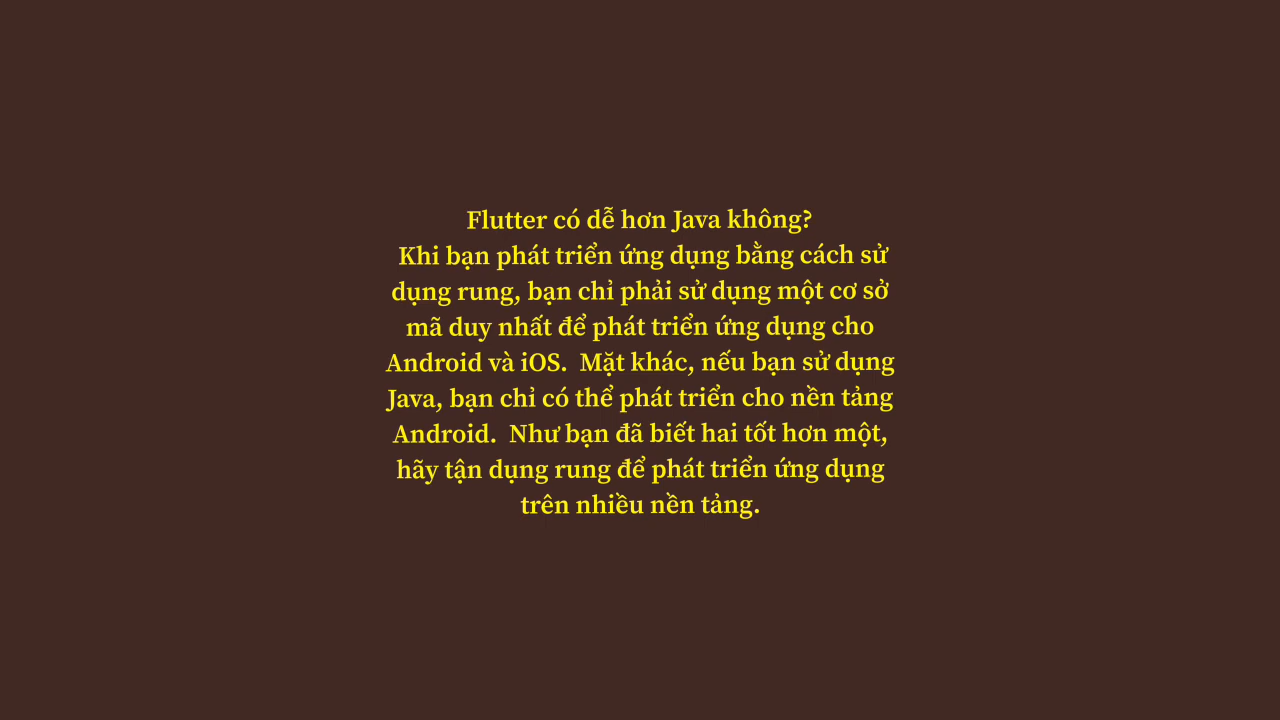 Flutter có dễ hơn Java không?
Khi bạn phát triển ứng dụng bằng cách sử
dụng rung, bạn chỉ phải sử dụng một cơ sở
mã duy nhất để phát triển ứng dụng cho
Android và iOS.  Mặt khác, nếu bạn sử dụng
Java, bạn chỉ có thể phát triển cho nền tảng
Android.  Như bạn đã biết hai tốt hơn một,
hãy tận dụng rung để phát triển ứng dụng
trên nhiều nền tảng.